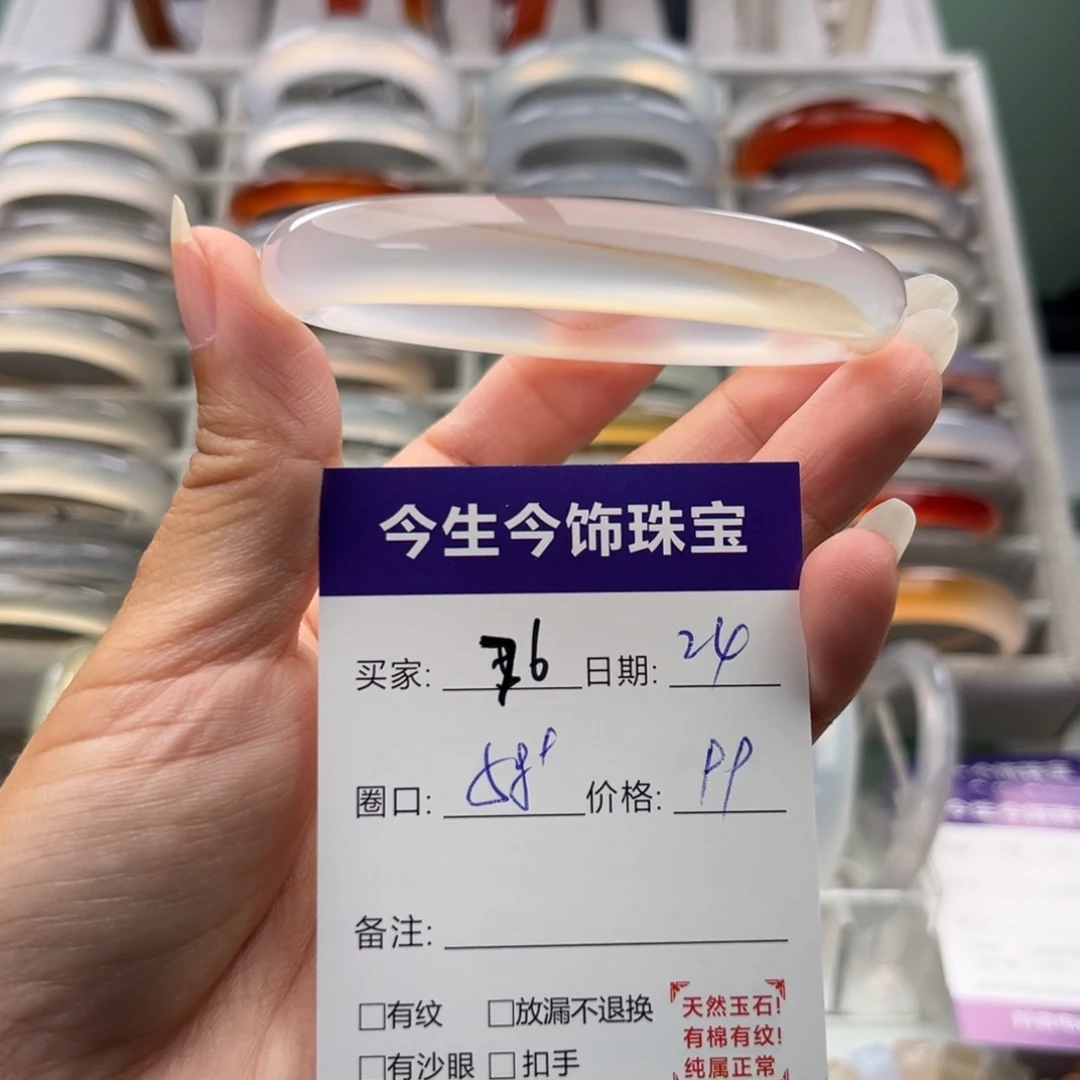 今生今饰珠宝
买家: 日期: 24
圈口: 价格: PP
备注:
□有纹 □放漏不退换
□有沙眼 □扣手
天然玉石!
有棉有纹!
纯属正常